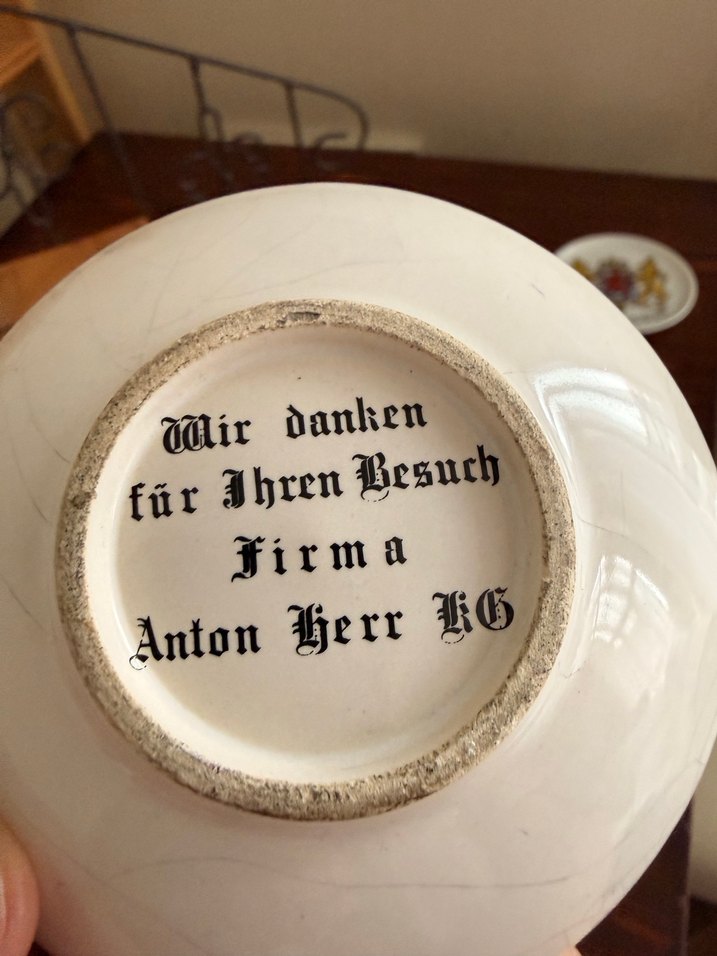 Wir danken
für Ihren Besuch
Firma
Anton Herr KG